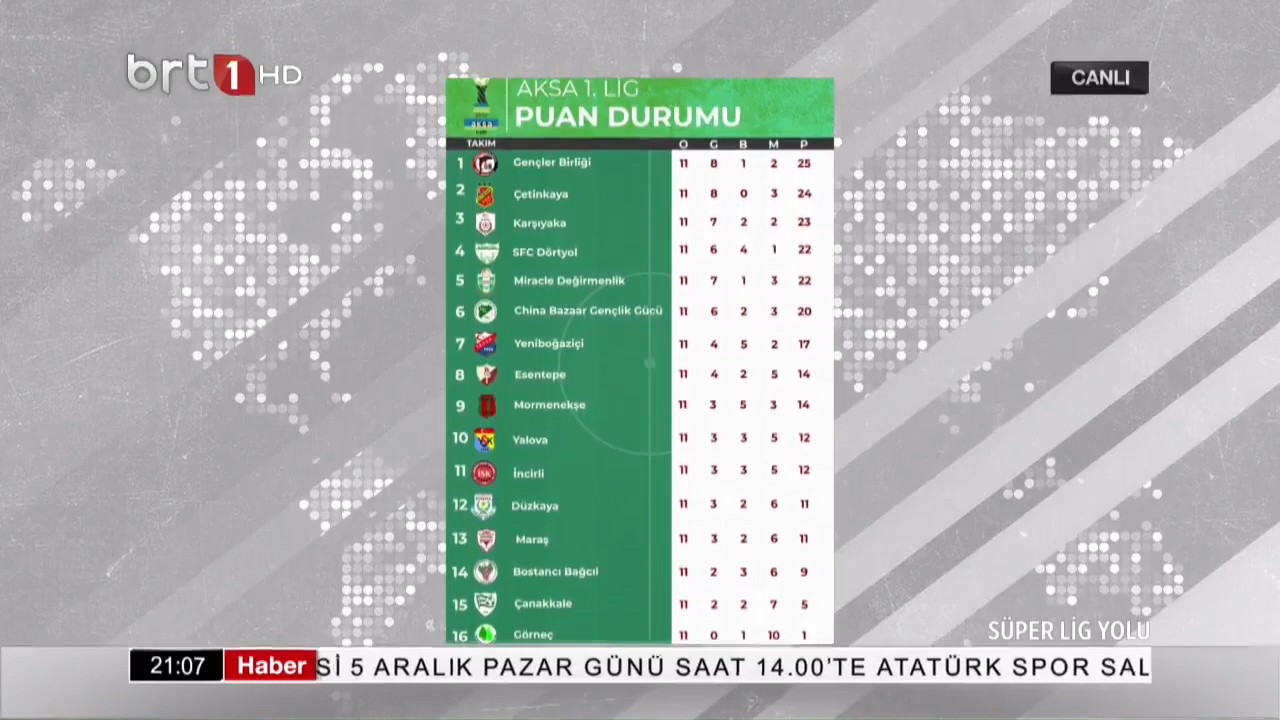 brt 1 HD
CANLI
AKSA 1. LİG
PUAN DURUMU
TAKIM O G B M P
1 Gençler Birliği 11 8 1 2 25
2 Çetinkaya 11 8 0 3 24
3 Karşıyaka 11 7 2 2 23
4 SFC Dörtyol 11 6 4 1 22
5 Miracle Değirmenlik 11 7 1 3 22
6 China Bazaar Gençlik Gücü 11 6 2 3 20
7 Yeniboğaziçi 11 4 5 2 17
8 Esentepe 11 4 2 5 14
9 Mormenekşe 11 3 5 3 14
10 Yalova 11 3 3 5 12
11 İncirli 11 3 3 5 12
12 Düzkaya 11 3 2 6 11
13 Maraş 11 3 2 6 11
14 Bostancı Bağcıl 11 2 3 6 9
15 Çanakkale 11 2 2 7 5
16 Görneç 11 0 1 10 1
SÜPER LİG YOLU
21:07 Haber Sİ 5 ARALIK PAZAR GÜNÜ SAAT 14.00'TE ATATÜRK SPOR SAL